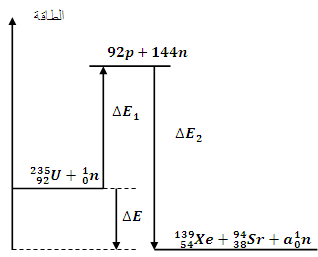 الطاقة
92p + 144n
ΔE₁
ΔE₂
²³⁵₉₂U + ¹₀n
ΔE
¹³⁹₅₄Xe + ⁹⁴₃₈Sr + a¹₀n